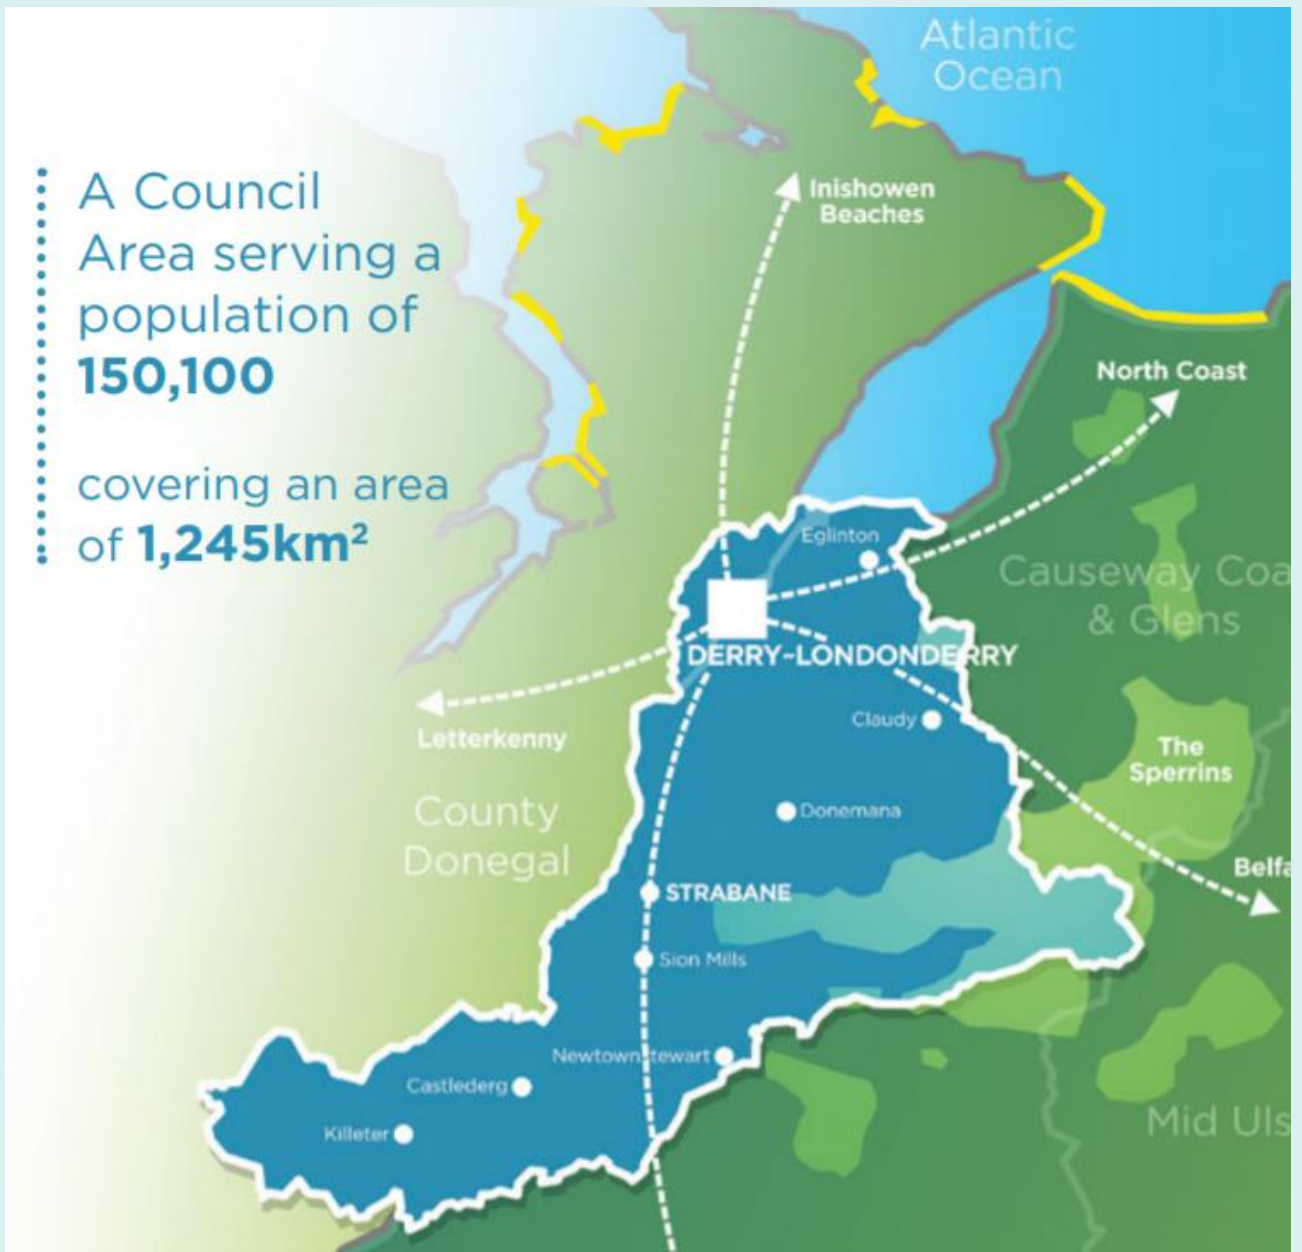 Atlantic
Ocean
A Council
Area serving a
population of
150,100
covering an area
of 1,245km²
Inishowen
Beaches
North Coast
Eglinton
Causeway Coa
& Glens
DERRY~LONDONDERRY
Letterkenny
Claudy
The
Sperrins
County
Donegal
Donemana
Belfa
STRABANE
Sion Mills
Newtownstewart
Castlederg
Killeter
Mid Uls